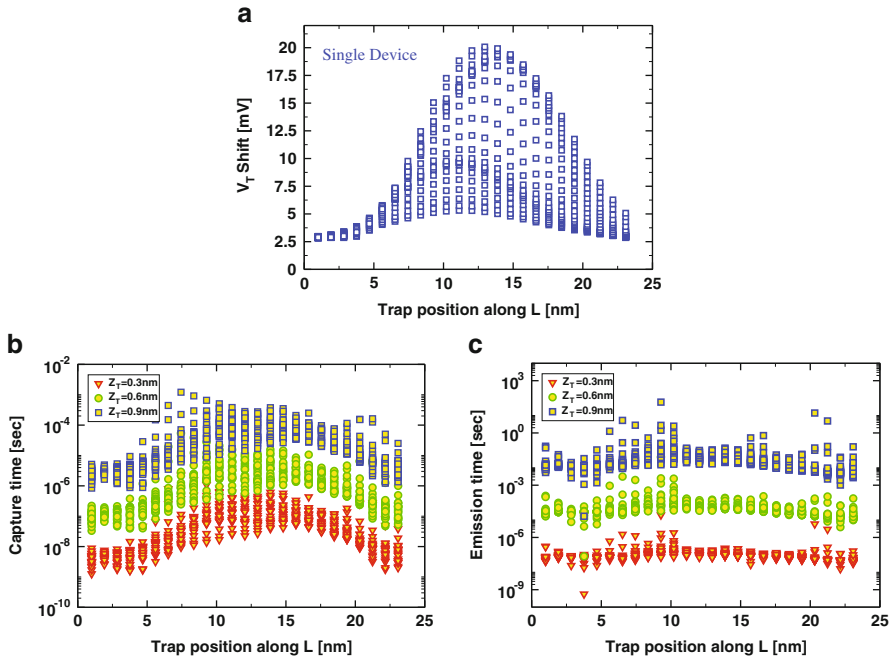 a
Single Device
V_T Shift [mV]
20
17.5
15
12.5
10
7.5
5
2.5
0
0 5 10 15 20 25
Trap position along L [nm]
b
Z_T=0.3nm
Z_T=0.6nm
Z_T=0.9nm
Capture time [sec]
10^-2
10^-4
10^-6
10^-8
10^-10
0 5 10 15 20 25
Trap position along L [nm]
c
Z_T=0.3nm
Z_T=0.6nm
Z_T=0.9nm
Emission time [sec]
10^3
10^0
10^-3
10^-6
10^-9
0 5 10 15 20 25
Trap position along L [nm]